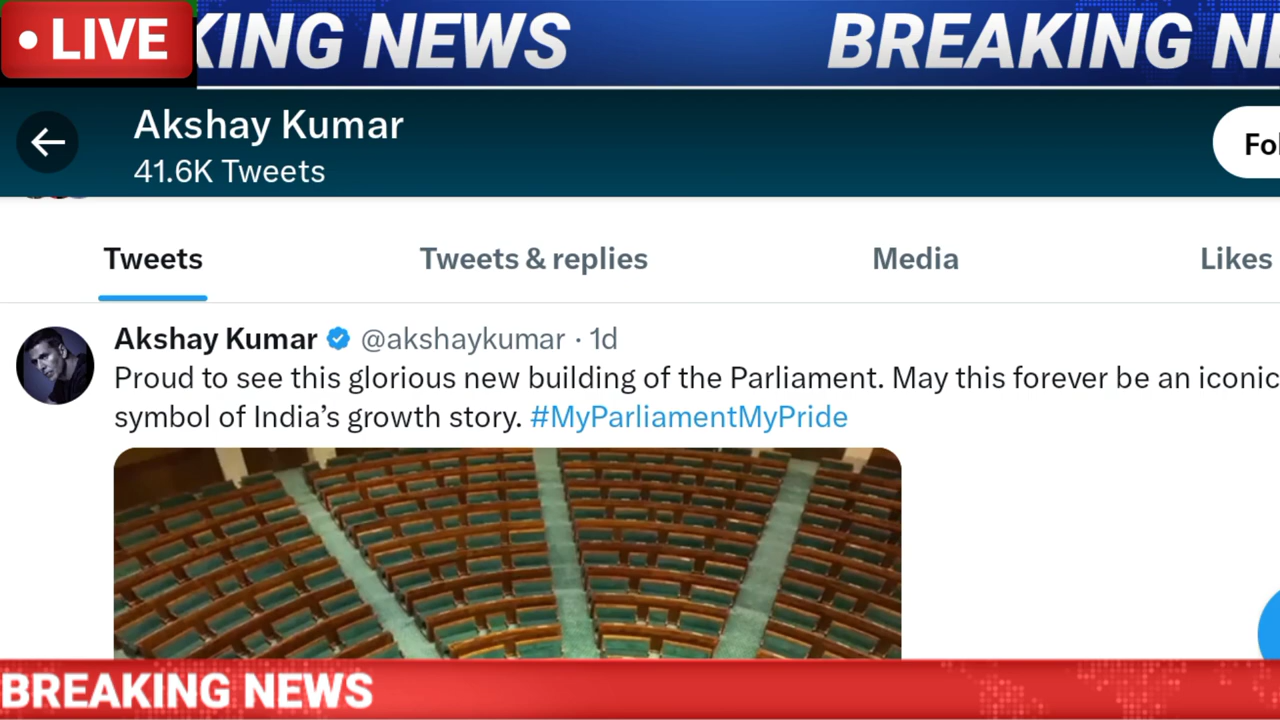 • LIVE
KING NEWS
BREAKING NE
Akshay Kumar
41.6K Tweets
Fol
Tweets
Tweets & replies
Media
Likes
Akshay Kumar @akshaykumar · 1d
Proud to see this glorious new building of the Parliament. May this forever be an iconic
symbol of India’s growth story. #MyParliamentMyPride
BREAKING NEWS